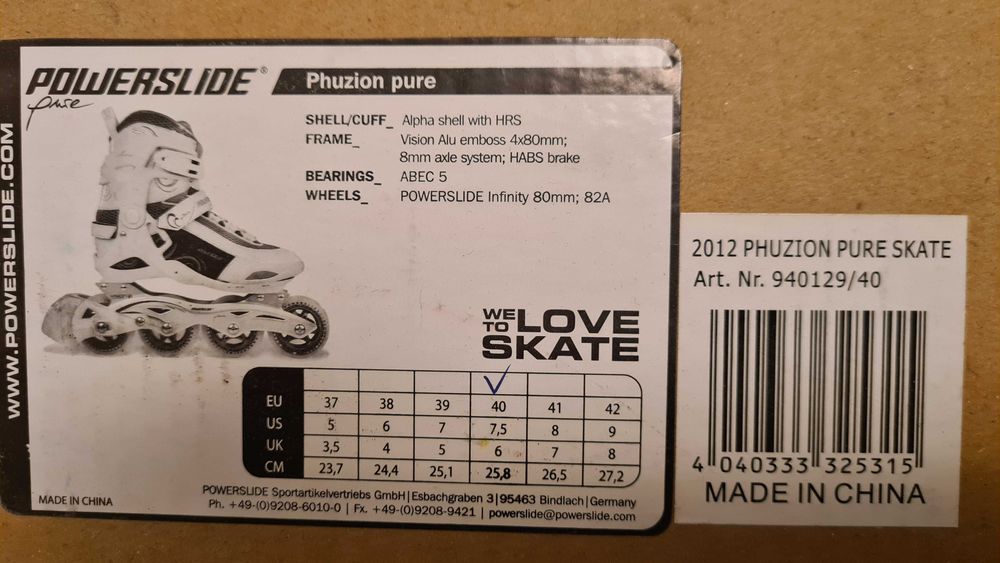 WWW.POWERSLIDE.COM
POWERSLIDE®
pure
Phuzion pure
SHELL/CUFF_ Alpha shell with HRS
FRAME_ Vision Alu emboss 4x80mm;
8mm axle system; HABS brake
BEARINGS_ ABEC 5
WHEELS_ POWERSLIDE Infinity 80mm; 82A
WE LOVE
TO SKATE
EU 37 38 39 40 41 42
US 5 6 7 7,5 8 9
UK 3,5 4 5 6 7 8
CM 23,7 24,4 25,1 25,8 26,5 27,2
MADE IN CHINA
POWERSLIDE Sportartikelvertriebs GmbH|Esbachgraben 3|95463 Bindlach|Germany
Ph. +49-(0)9208-6010-0 | Fx. +49-(0)9208-9421 | powerslide@powerslide.com
2012 PHUZION PURE SKATE
Art. Nr. 940129/40
4 040333 325315
MADE IN CHINA